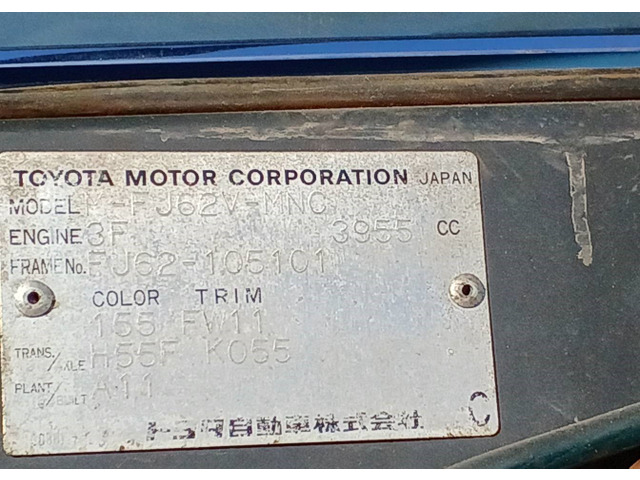 TOYOTA MOTOR CORPORATION JAPAN
MODEL FJ62V-MNC
ENGINE 3F 3955 CC
FRAME No. FJ62-105101
COLOR TRIM
155 FW11
TRANS./AXLE H55F K055
PLANT/BUILT A11
トヨタ自動車株式会社 C